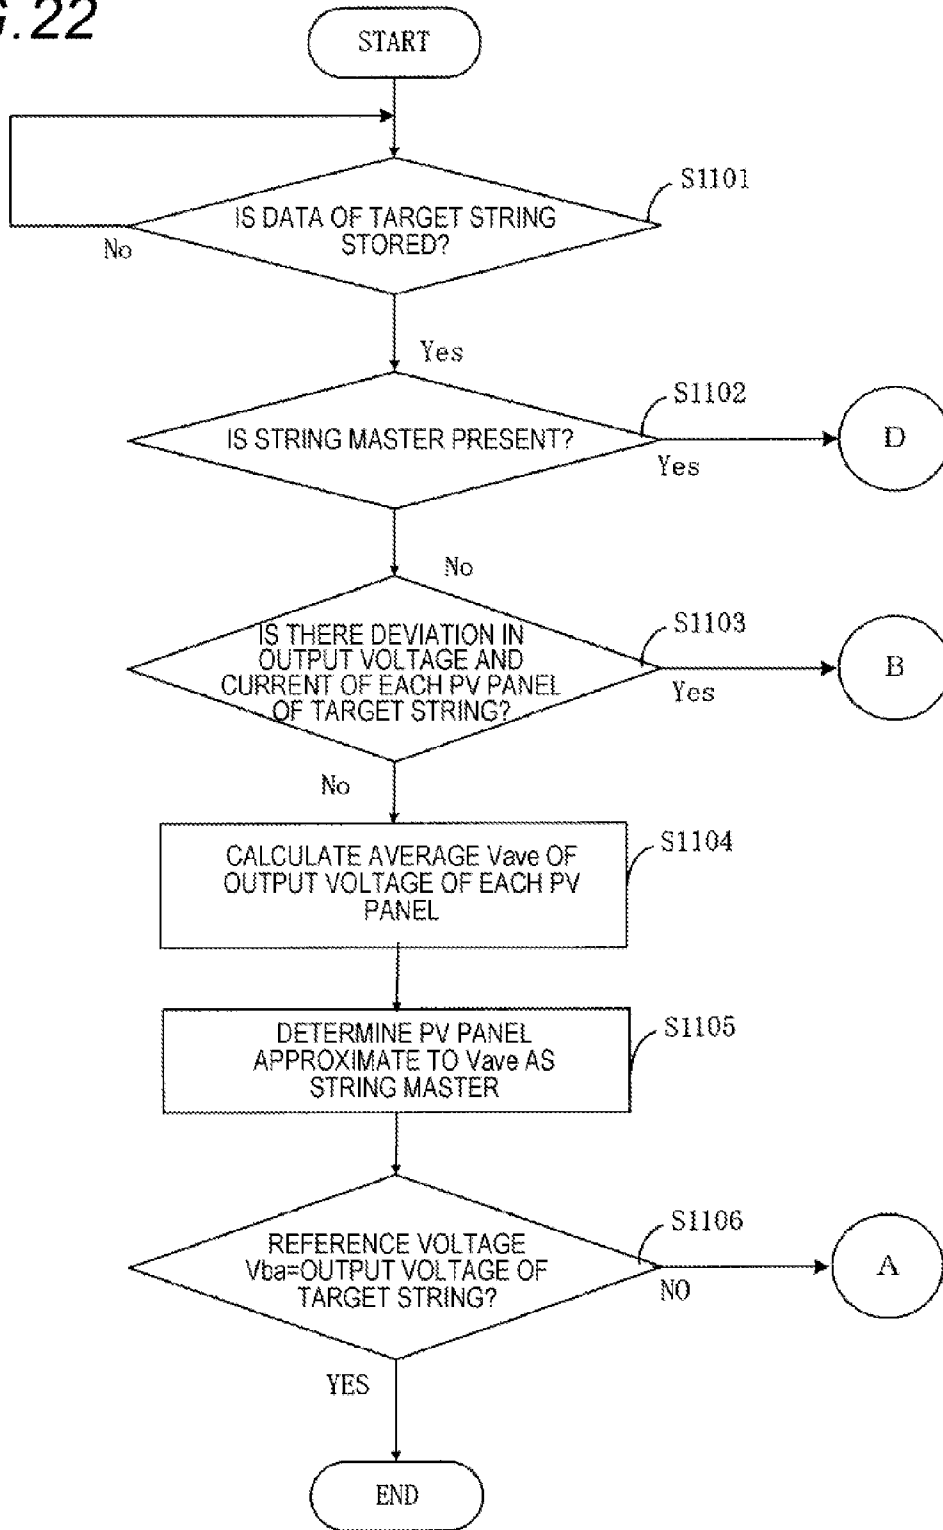 .22
START
S1101
IS DATA OF TARGET STRING
STORED?
No
Yes
S1102
IS STRING MASTER PRESENT?
D
Yes
No
S1103
IS THERE DEVIATION IN
OUTPUT VOLTAGE AND
CURRENT OF EACH PV PANEL
OF TARGET STRING?
B
Yes
No
S1104
CALCULATE AVERAGE Vave OF
OUTPUT VOLTAGE OF EACH PV
PANEL
S1105
DETERMINE PV PANEL
APPROXIMATE TO Vave AS
STRING MASTER
S1106
REFERENCE VOLTAGE
Vba=OUTPUT VOLTAGE OF
TARGET STRING?
A
NO
YES
END